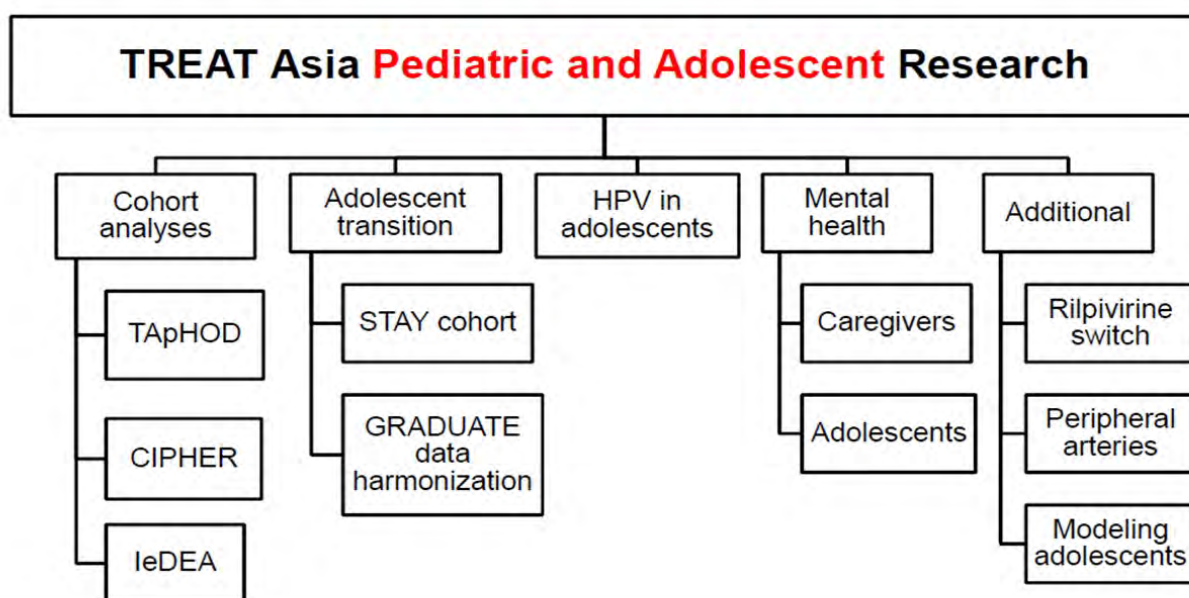 TREAT Asia Pediatric and Adolescent Research
Cohort
analyses
TApHOD
CIPHER
IeDEA
Adolescent
transition
STAY cohort
GRADUATE
data
harmonization
HPV in
adolescents
Mental
health
Caregivers
Adolescents
Additional
Rilpivirine
switch
Peripheral
arteries
Modeling
adolescents